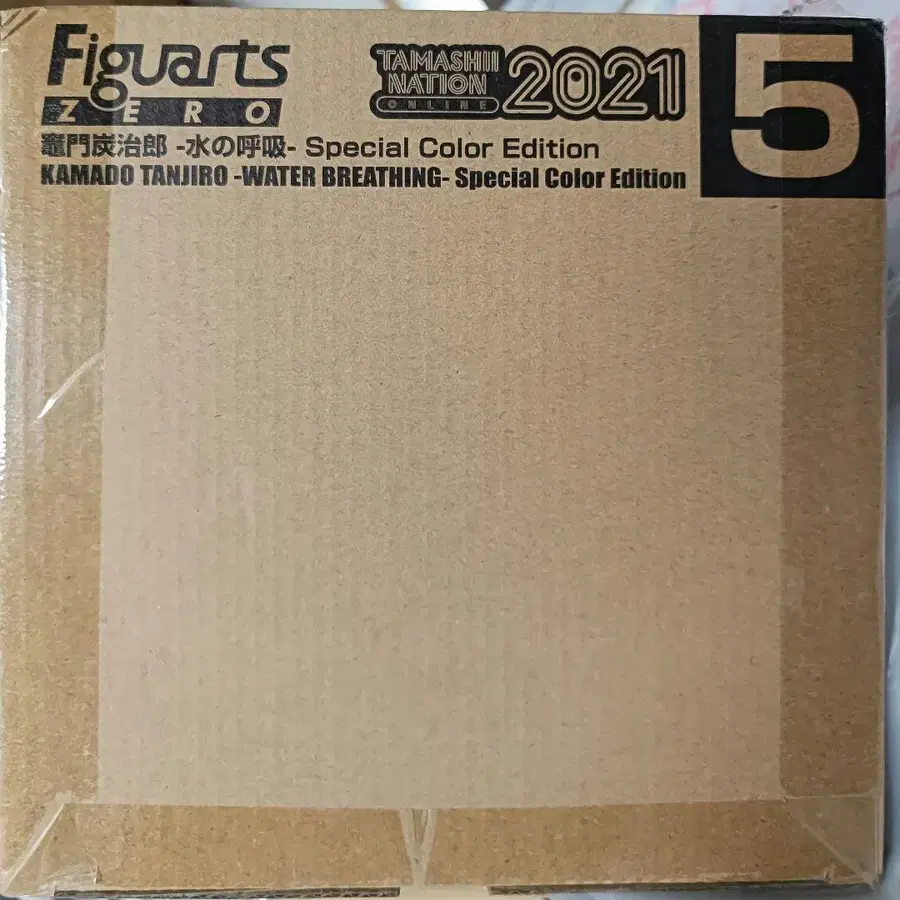 Figuarts
ZERO
TAMASHII
NATION
ONLINE
2021
5
竈門炭治郎 -水の呼吸- Special Color Edition
KAMADO TANJIRO -WATER BREATHING- Special Color Edition